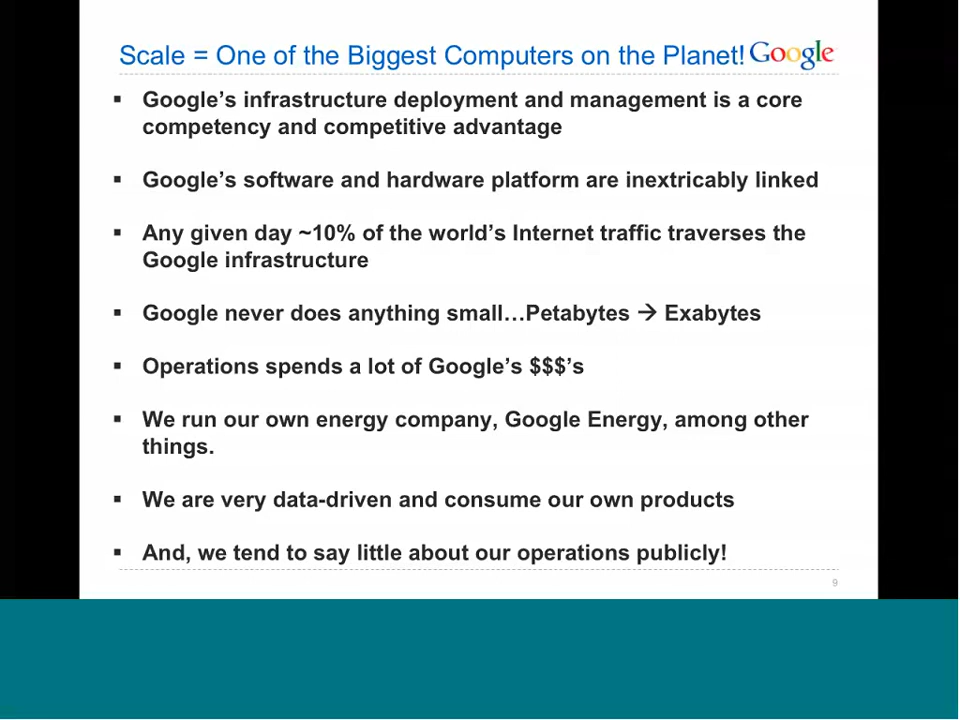 Scale = One of the Biggest Computers on the Planet! Google
▪ Google’s infrastructure deployment and management is a core
competency and competitive advantage
▪ Google’s software and hardware platform are inextricably linked
▪ Any given day ~10% of the world’s Internet traffic traverses the
Google infrastructure
▪ Google never does anything small…Petabytes → Exabytes
▪ Operations spends a lot of Google’s $$$’s
▪ We run our own energy company, Google Energy, among other
things.
▪ We are very data-driven and consume our own products
▪ And, we tend to say little about our operations publicly!
9